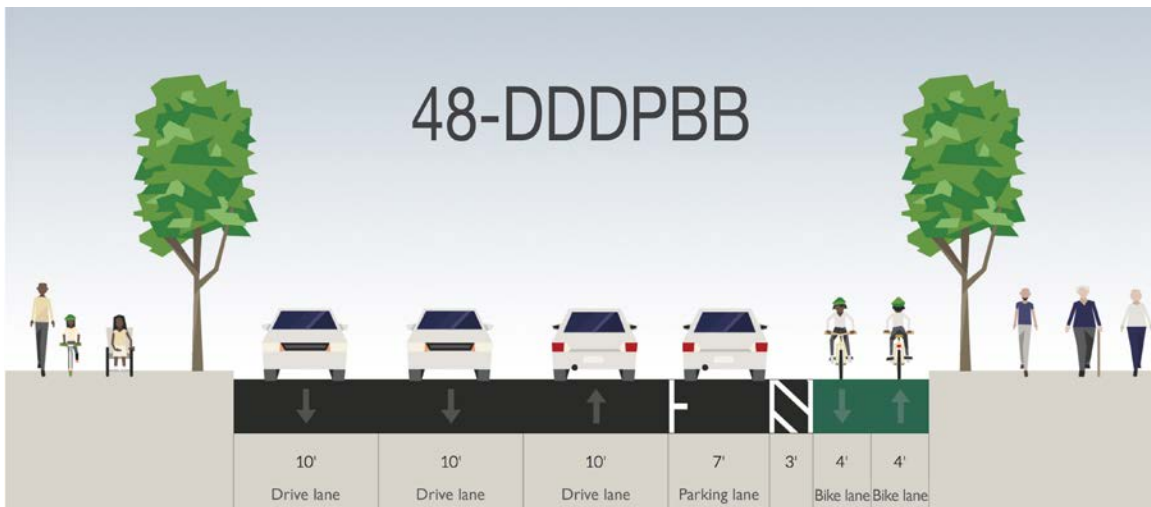 48-DDDPBB
10' 10' 10' 7' 3' 4' 4'
Drive lane Drive lane Drive lane Parking lane Bike lane Bike lane